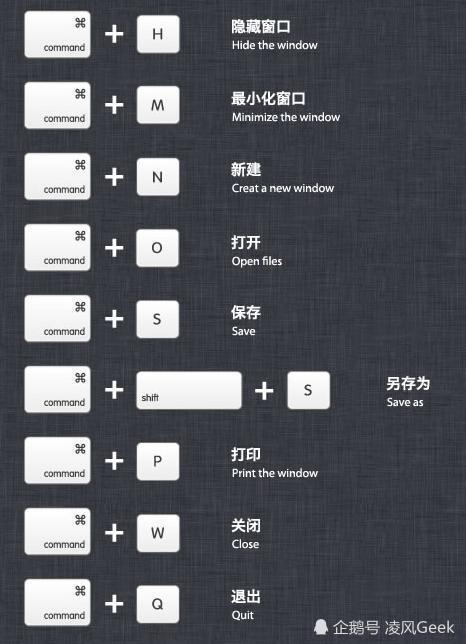 ⌘
command + H 隐藏窗口
Hide the window
⌘
command + M 最小化窗口
Minimize the window
⌘
command + N 新建
Creat a new window
⌘
command + O 打开
Open files
⌘
command + S 保存
Save
⌘
command + shift + S 另存为
Save as
⌘
command + P 打印
Print the window
⌘
command + W 关闭
Close
⌘
command + Q 退出
Quit
企鹅号 凌风Geek